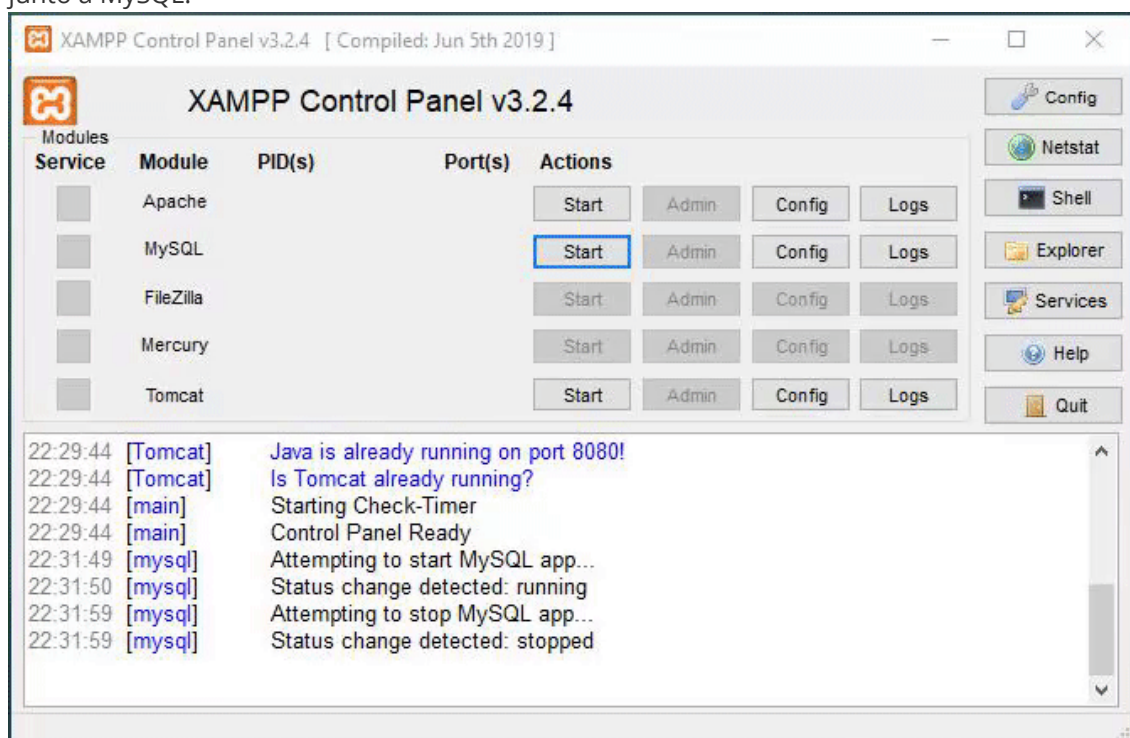 junto a MySQL.
XAMPP Control Panel v3.2.4 [ Compiled: Jun 5th 2019 ]
XAMPP Control Panel v3.2.4
Config
Modules
Netstat
Service Module PID(s) Port(s) Actions
Apache Start Admin Config Logs
Shell
MySQL Start Admin Config Logs
Explorer
FileZilla Start Admin Config Logs
Services
Mercury Start Admin Config Logs
Help
Tomcat Start Admin Config Logs
Quit
22:29:44 [Tomcat] Java is already running on port 8080!
22:29:44 [Tomcat] Is Tomcat already running?
22:29:44 [main] Starting Check-Timer
22:29:44 [main] Control Panel Ready
22:31:49 [mysql] Attempting to start MySQL app...
22:31:50 [mysql] Status change detected: running
22:31:59 [mysql] Attempting to stop MySQL app...
22:31:59 [mysql] Status change detected: stopped